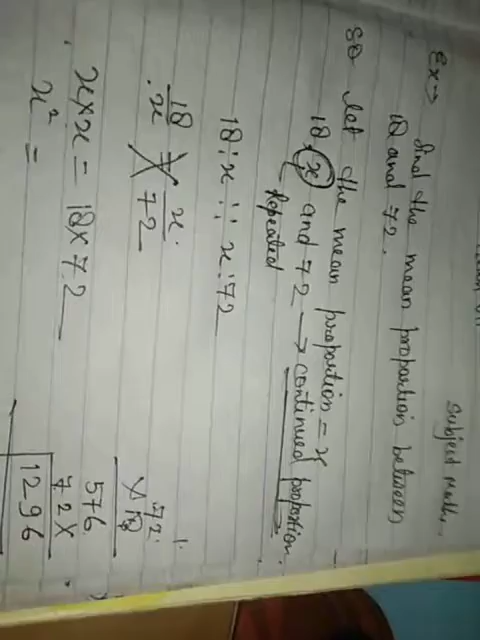 Subject Maths.
Ex→ find the mean proportion between
18 and 72.
so let the mean proportion = x
18, x and 72 → continued proportion.
Repeated
18 : x :: x : 72
18/x = x/72
x × x = 18 × 72
x² =
72
× 18
576
72 ×
1296